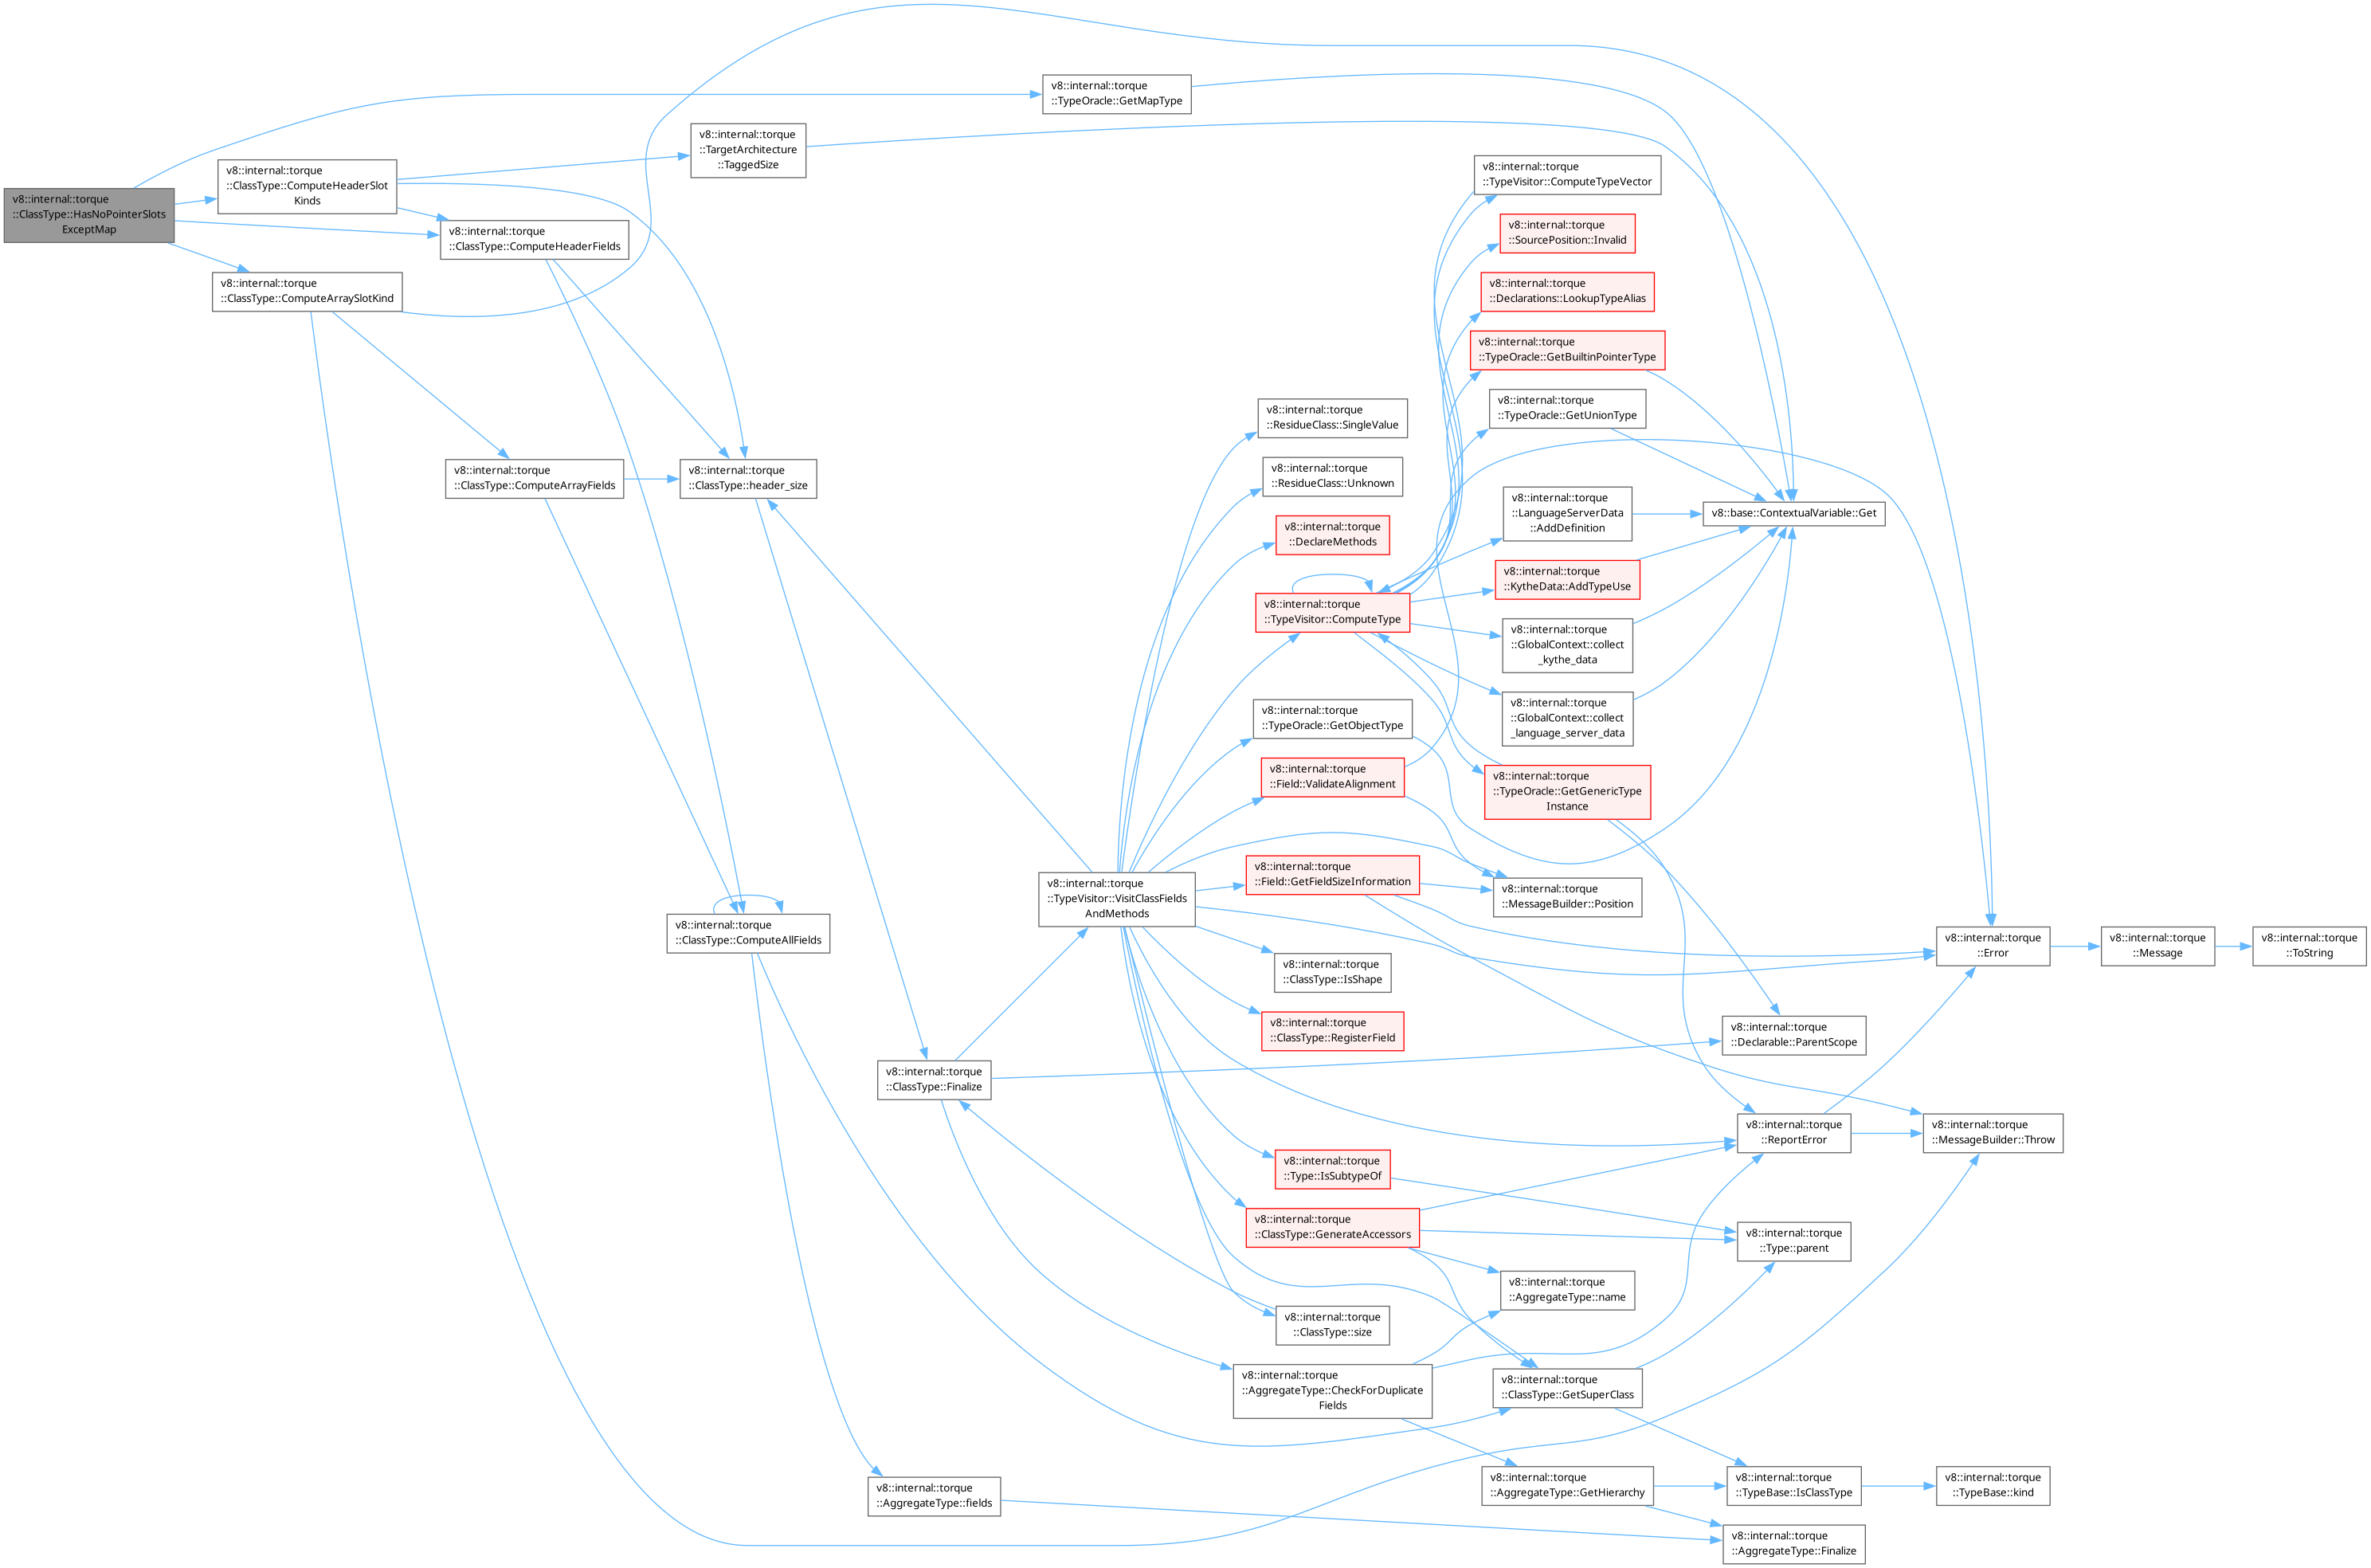 v8::internal::torque
::ClassType::HasNoPointerSlots
ExceptMap
v8::internal::torque
::TypeOracle::GetMapType
v8::internal::torque
::TargetArchitecture
::TaggedSize
v8::internal::torque
::ClassType::ComputeHeaderSlot
Kinds
v8::internal::torque
::ClassType::ComputeHeaderFields
v8::internal::torque
::ClassType::ComputeArraySlotKind
v8::internal::torque
::ClassType::ComputeArrayFields
v8::internal::torque
::ClassType::header_size
v8::internal::torque
::ClassType::ComputeAllFields
v8::internal::torque
::ClassType::Finalize
v8::internal::torque
::AggregateType::fields
v8::internal::torque
::TypeVisitor::VisitClassFields
AndMethods
v8::internal::torque
::ResidueClass::SingleValue
v8::internal::torque
::ResidueClass::Unknown
v8::internal::torque
::DeclareMethods
v8::internal::torque
::TypeVisitor::ComputeType
v8::internal::torque
::TypeOracle::GetObjectType
v8::internal::torque
::Field::ValidateAlignment
v8::internal::torque
::Field::GetFieldSizeInformation
v8::internal::torque
::ClassType::IsShape
v8::internal::torque
::ClassType::RegisterField
v8::internal::torque
::Type::IsSubtypeOf
v8::internal::torque
::ClassType::GenerateAccessors
v8::internal::torque
::ClassType::size
v8::internal::torque
::AggregateType::CheckForDuplicate
Fields
v8::internal::torque
::TypeVisitor::ComputeTypeVector
v8::internal::torque
::SourcePosition::Invalid
v8::internal::torque
::Declarations::LookupTypeAlias
v8::internal::torque
::TypeOracle::GetBuiltinPointerType
v8::internal::torque
::TypeOracle::GetUnionType
v8::internal::torque
::LanguageServerData
::AddDefinition
v8::internal::torque
::KytheData::AddTypeUse
v8::internal::torque
::GlobalContext::collect
_kythe_data
v8::internal::torque
::GlobalContext::collect
_language_server_data
v8::internal::torque
::TypeOracle::GetGenericType
Instance
v8::internal::torque
::MessageBuilder::Position
v8::internal::torque
::AggregateType::name
v8::internal::torque
::ClassType::GetSuperClass
v8::internal::torque
::AggregateType::GetHierarchy
v8::base::ContextualVariable::Get
v8::internal::torque
::Declarable::ParentScope
v8::internal::torque
::ReportError
v8::internal::torque
::Type::parent
v8::internal::torque
::TypeBase::IsClassType
v8::internal::torque
::AggregateType::Finalize
v8::internal::torque
::Error
v8::internal::torque
::MessageBuilder::Throw
v8::internal::torque
::TypeBase::kind
v8::internal::torque
::Message
v8::internal::torque
::ToString